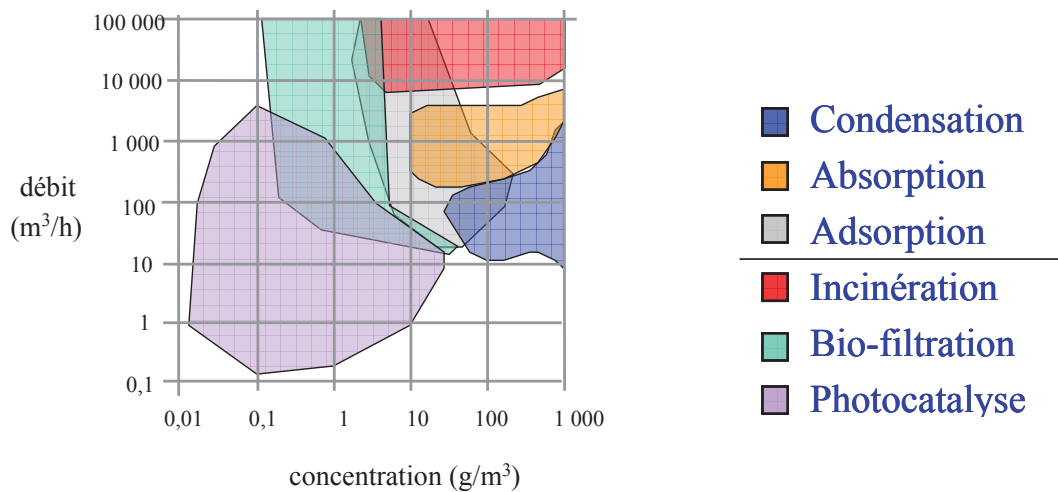 100 000
10 000
1 000
100
10
1
0,1
débit
(m³/h)
0,01 0,1 1 10 100 1 000
concentration (g/m³)
Condensation
Absorption
Adsorption
Incinération
Bio-filtration
Photocatalyse